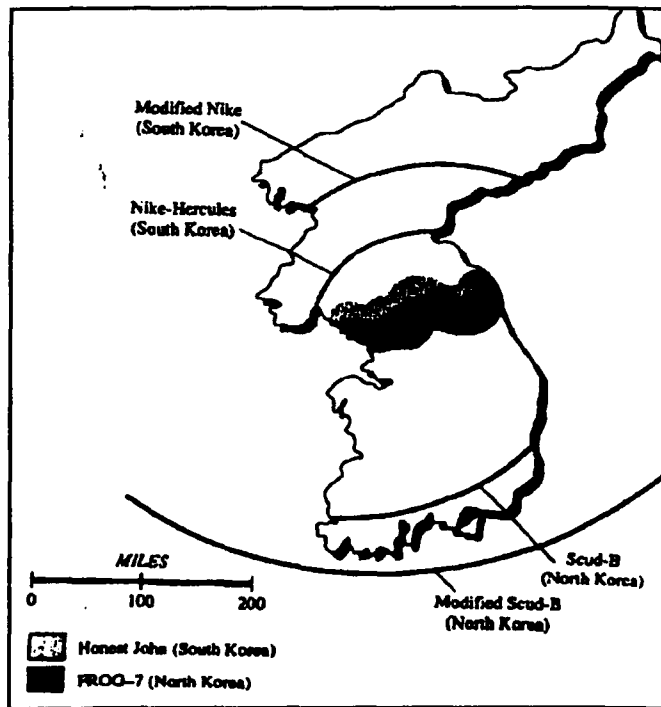 Modified Nike
(South Korea)
Nike-Hercules
(South Korea)
Scud-B
(North Korea)
Modified Scud-B
(North Korea)
MILES
0 100 200
Honest John (South Korea)
FROG-7 (North Korea)